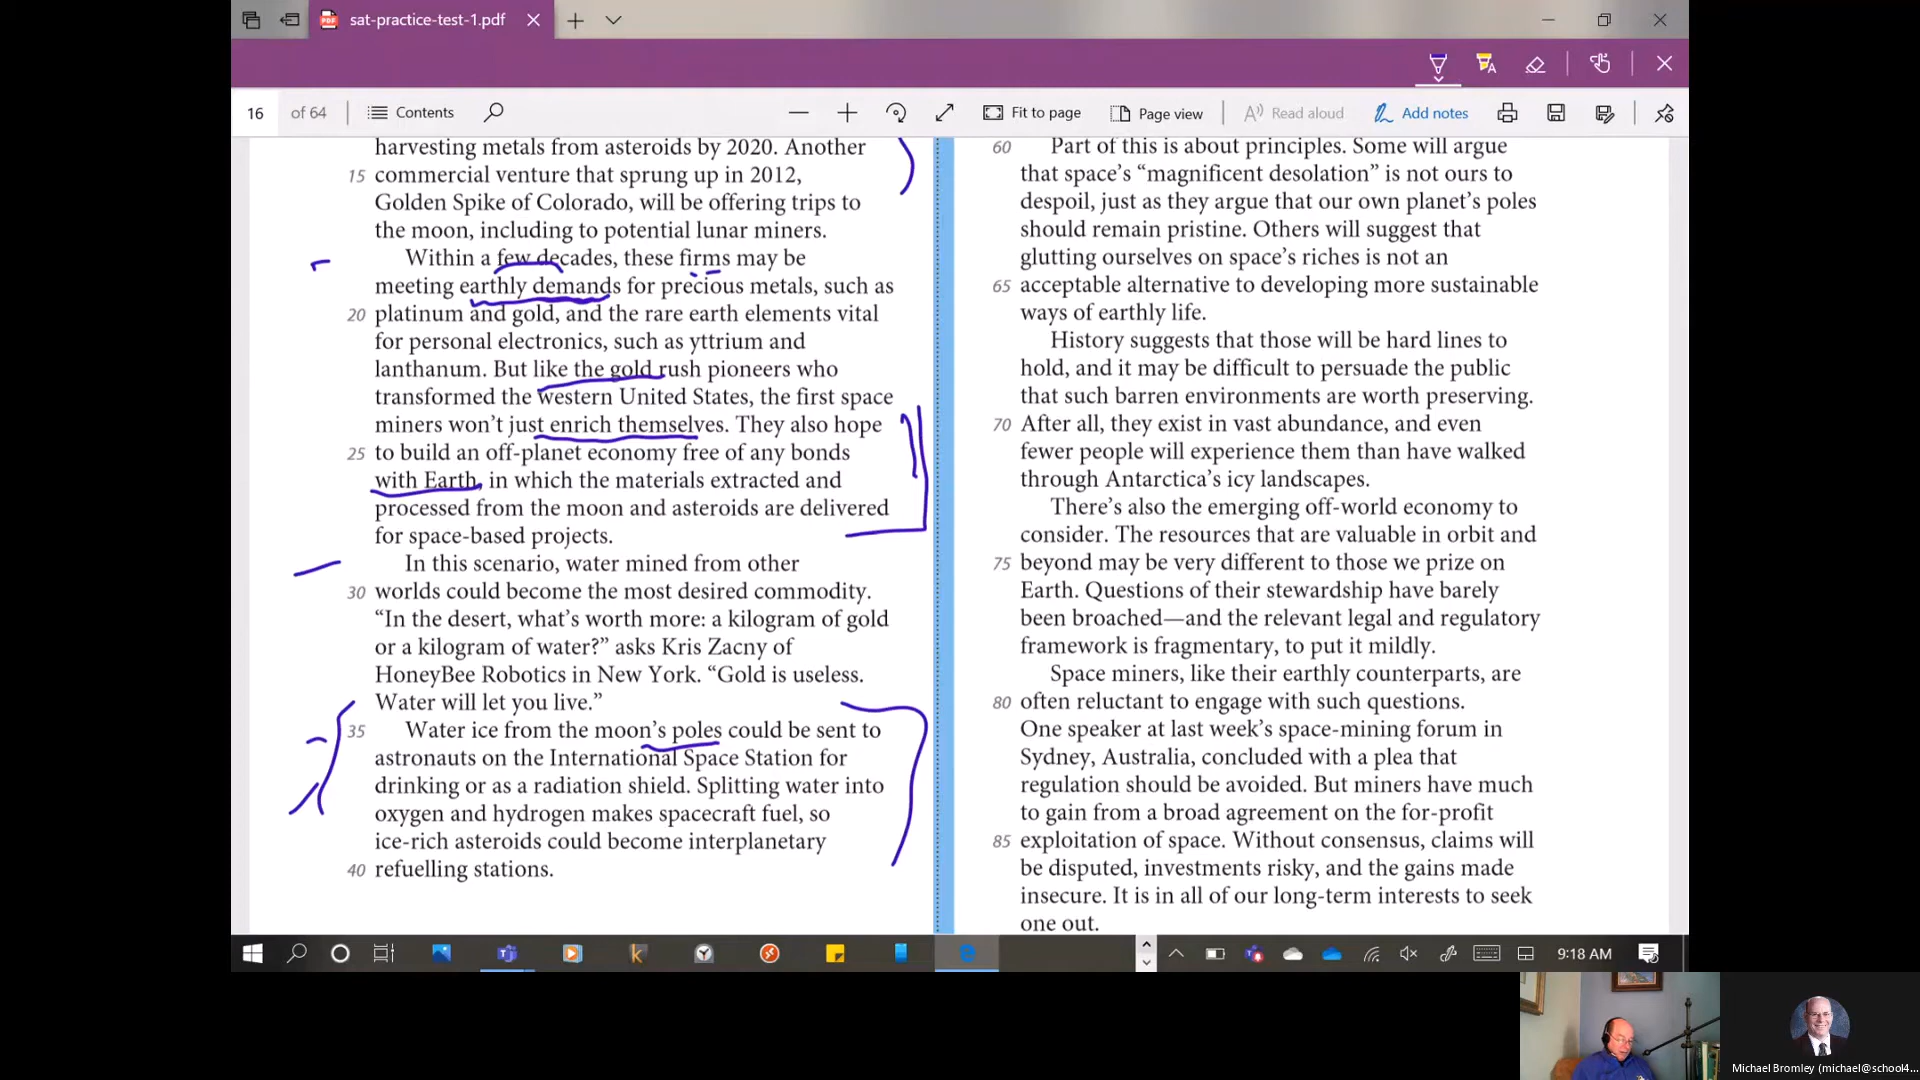 sat-practice-test-1.pdf
16 of 64 Contents Fit to page Page view Read aloud Add notes
harvesting metals from asteroids by 2020. Another
15 commercial venture that sprung up in 2012,
Golden Spike of Colorado, will be offering trips to
the moon, including to potential lunar miners.
Within a few decades, these firms may be
meeting earthly demands for precious metals, such as
20 platinum and gold, and the rare earth elements vital
for personal electronics, such as yttrium and
lanthanum. But like the gold rush pioneers who
transformed the western United States, the first space
miners won’t just enrich themselves. They also hope
25 to build an off-planet economy free of any bonds
with Earth, in which the materials extracted and
processed from the moon and asteroids are delivered
for space-based projects.
In this scenario, water mined from other
30 worlds could become the most desired commodity.
“In the desert, what’s worth more: a kilogram of gold
or a kilogram of water?” asks Kris Zacny of
HoneyBee Robotics in New York. “Gold is useless.
Water will let you live.”
35 Water ice from the moon’s poles could be sent to
astronauts on the International Space Station for
drinking or as a radiation shield. Splitting water into
oxygen and hydrogen makes spacecraft fuel, so
ice-rich asteroids could become interplanetary
40 refuelling stations.
60 Part of this is about principles. Some will argue
that space’s “magnificent desolation” is not ours to
despoil, just as they argue that our own planet’s poles
should remain pristine. Others will suggest that
glutting ourselves on space’s riches is not an
65 acceptable alternative to developing more sustainable
ways of earthly life.
History suggests that those will be hard lines to
hold, and it may be difficult to persuade the public
that such barren environments are worth preserving.
70 After all, they exist in vast abundance, and even
fewer people will experience them than have walked
through Antarctica’s icy landscapes.
There’s also the emerging off-world economy to
consider. The resources that are valuable in orbit and
75 beyond may be very different to those we prize on
Earth. Questions of their stewardship have barely
been broached—and the relevant legal and regulatory
framework is fragmentary, to put it mildly.
Space miners, like their earthly counterparts, are
80 often reluctant to engage with such questions.
One speaker at last week’s space-mining forum in
Sydney, Australia, concluded with a plea that
regulation should be avoided. But miners have much
to gain from a broad agreement on the for-profit
85 exploitation of space. Without consensus, claims will
be disputed, investments risky, and the gains made
insecure. It is in all of our long-term interests to seek
one out.
9:18 AM
Michael Bromley (michael@school4...